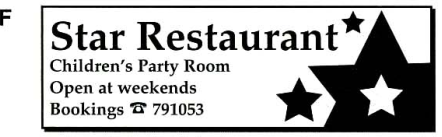 F
Star Restaurant
Children's Party Room
Open at weekends
Bookings ☎ 791053